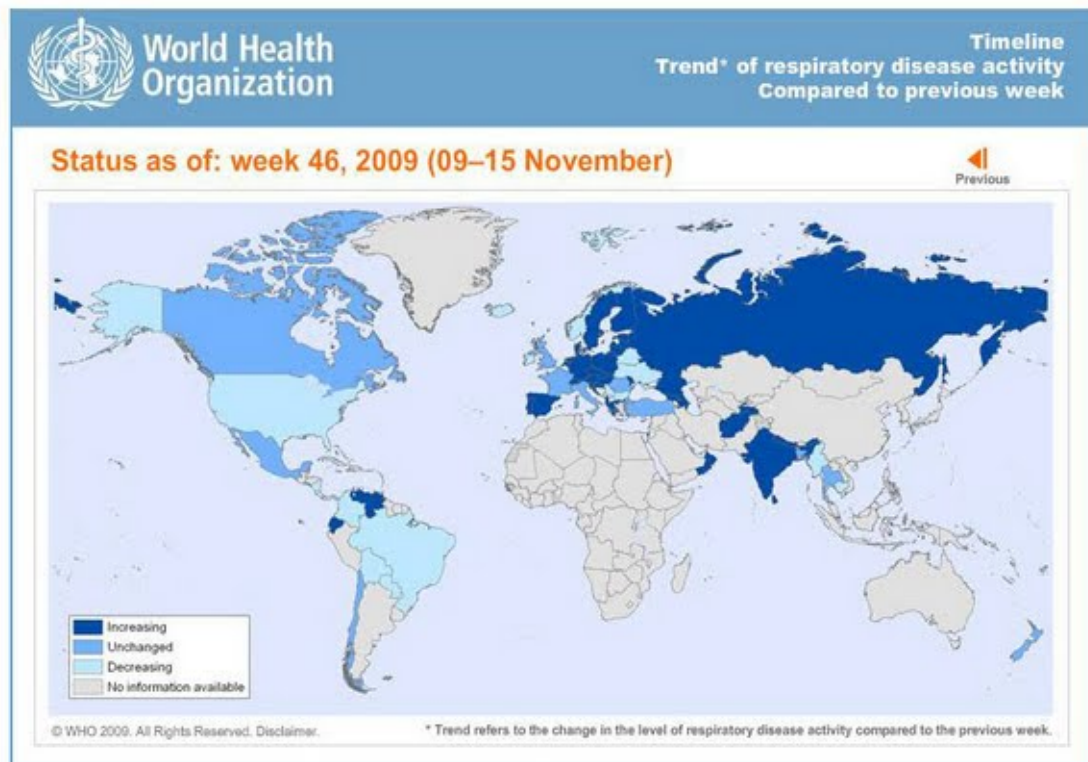 World Health
Organization
Timeline
Trend* of respiratory disease activity
Compared to previous week
Status as of: week 46, 2009 (09–15 November)
Previous
Increasing
Unchanged
Decreasing
No information available
© WHO 2009. All Rights Reserved. Disclaimer.
* Trend refers to the change in the level of respiratory disease activity compared to the previous week.